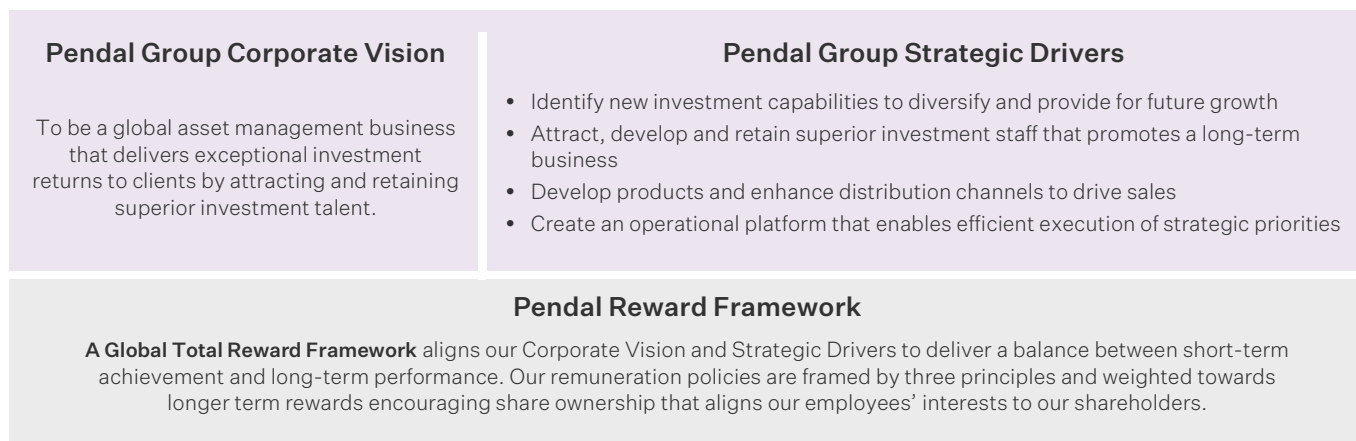 Pendal Group Corporate Vision
To be a global asset management business
that delivers exceptional investment
returns to clients by attracting and retaining
superior investment talent.
Pendal Group Strategic Drivers
• Identify new investment capabilities to diversify and provide for future growth
• Attract, develop and retain superior investment staff that promotes a long-term
business
• Develop products and enhance distribution channels to drive sales
• Create an operational platform that enables efficient execution of strategic priorities
Pendal Reward Framework
A Global Total Reward Framework aligns our Corporate Vision and Strategic Drivers to deliver a balance between short-term
achievement and long-term performance. Our remuneration policies are framed by three principles and weighted towards
longer term rewards encouraging share ownership that aligns our employees’ interests to our shareholders.